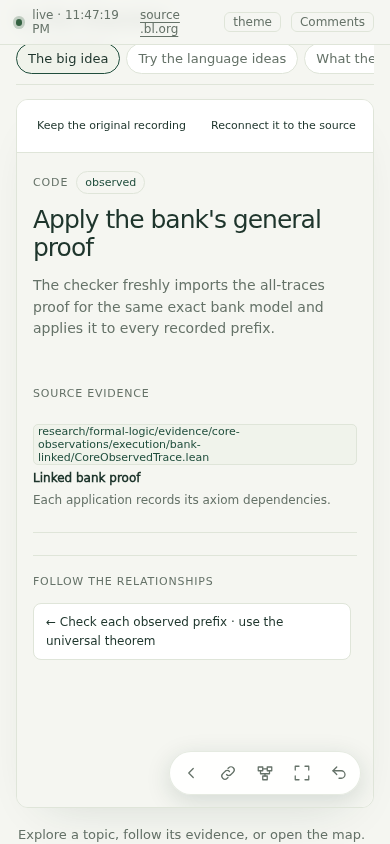 live · 11:47:19
PM
source
.bl.org
theme
Comments
The big idea
Try the language ideas
What the
Keep the original recording
Reconnect it to the source
CODE
observed
Apply the bank's general
proof
The checker freshly imports the all-traces
proof for the same exact bank model and
applies it to every recorded prefix.
SOURCE EVIDENCE
research/formal-logic/evidence/core-
observations/execution/bank-
linked/CoreObservedTrace.lean
Linked bank proof
Each application records its axiom dependencies.
FOLLOW THE RELATIONSHIPS
← Check each observed prefix · use the
universal theorem
Explore a topic, follow its evidence, or open the map.